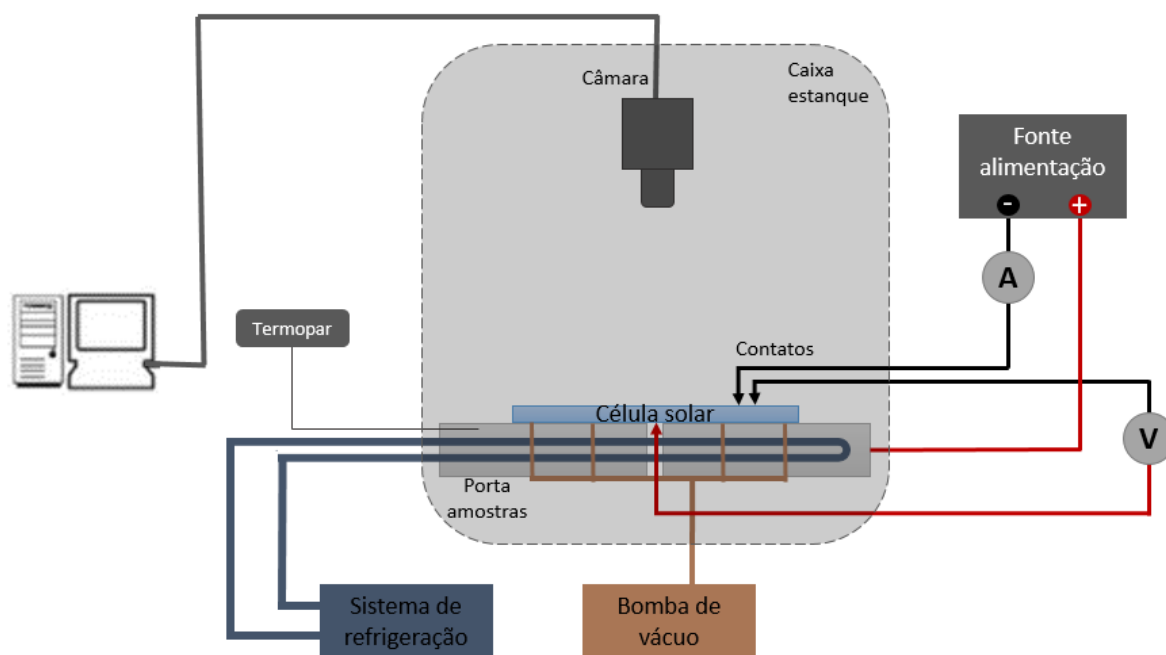 Câmara
Caixa
estanque
Fonte
alimentação
-
+
A
Termopar
Contatos
Célula solar
V
Porta
amostras
Sistema de
refrigeração
Bomba de
vácuo